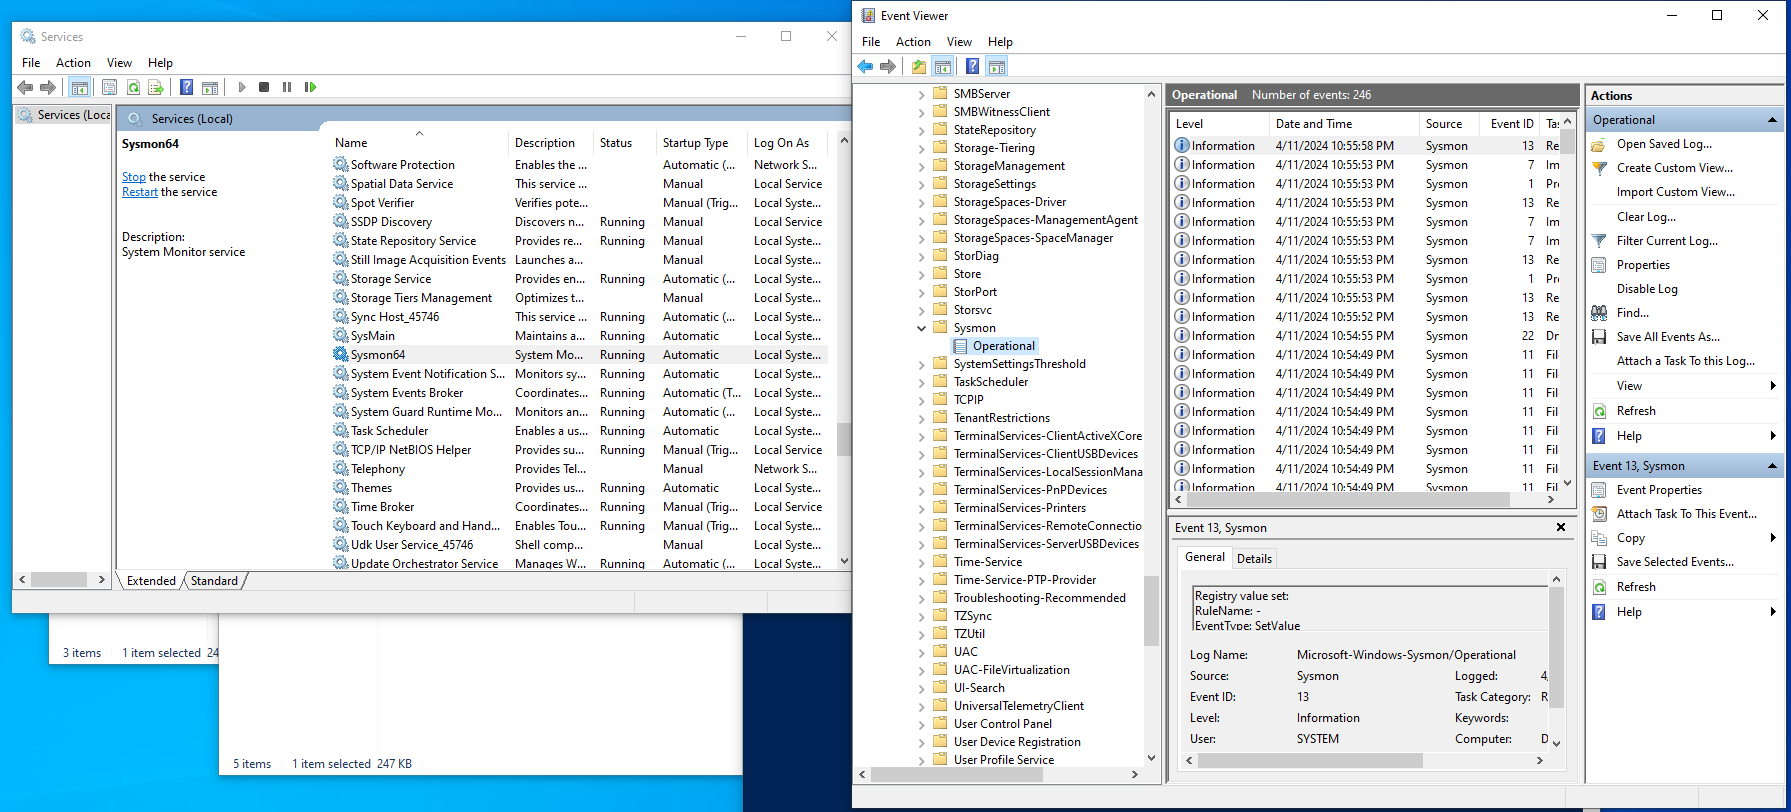 Services
File Action View Help
Services (Loca
Services (Local)
Sysmon64
Stop the service
Restart the service
Description:
System Monitor service
Name Description Status Startup Type Log On As
Software Protection Enables the ... Automatic (... Network S...
Spatial Data Service This service ... Manual Local Service
Spot Verifier Verifies pote... Manual (Trig... Local Syste...
SSDP Discovery Discovers n... Running Manual Local Service
State Repository Service Provides re... Running Manual Local Syste...
Still Image Acquisition Events Launches a... Manual Local Syste...
Storage Service Provides en... Running Automatic (... Local Syste...
Storage Tiers Management Optimizes t... Manual Local Syste...
Sync Host_45746 This service ... Running Automatic (... Local Syste...
SysMain Maintains a... Running Automatic Local Syste...
Sysmon64 System Mo... Running Automatic Local Syste...
System Event Notification S... Monitors sy... Running Automatic Local Syste...
System Events Broker Coordinates... Running Automatic (T... Local Syste...
System Guard Runtime Mo... Monitors an... Running Automatic (... Local Syste...
Task Scheduler Enables a us... Running Automatic Local Syste...
TCP/IP NetBIOS Helper Provides su... Running Manual (Trig... Local Service
Telephony Provides Tel... Manual Network S...
Themes Provides us... Running Automatic Local Syste...
Time Broker Coordinates... Running Manual (Trig... Local Service
Touch Keyboard and Hand... Enables Tou... Running Manual (Trig... Local Syste...
Udk User Service_45746 Shell comp... Manual Local Syste...
Update Orchestrator Service Manages W... Running Automatic (... Local Syste...
Extended Standard
3 items 1 item selected 24
5 items 1 item selected 247 KB
Event Viewer
File Action View Help
SMBServer
SMBWitnessClient
StateRepository
Storage-Tiering
StorageManagement
StorageSettings
StorageSpaces-Driver
StorageSpaces-ManagementAgent
StorageSpaces-SpaceManager
StorDiag
Store
StorPort
Storsvc
Sysmon
Operational
SystemSettingsThreshold
TaskScheduler
TCPIP
TenantRestrictions
TerminalServices-ClientActiveXCore
TerminalServices-ClientUSBDevices
TerminalServices-LocalSessionMana
TerminalServices-PnPDevices
TerminalServices-Printers
TerminalServices-RemoteConnectio
TerminalServices-ServerUSBDevices
Time-Service
Time-Service-PTP-Provider
Troubleshooting-Recommended
TZSync
TZUtil
UAC
UAC-FileVirtualization
UI-Search
UniversalTelemetryClient
User Control Panel
User Device Registration
User Profile Service
Operational Number of events: 246
Level Date and Time Source Event ID Tas
Information 4/11/2024 10:55:58 PM Sysmon 13 Re
Information 4/11/2024 10:55:53 PM Sysmon 7 Im
Information 4/11/2024 10:55:53 PM Sysmon 1 Pr
Information 4/11/2024 10:55:53 PM Sysmon 13 Re
Information 4/11/2024 10:55:53 PM Sysmon 7 Im
Information 4/11/2024 10:55:53 PM Sysmon 7 Im
Information 4/11/2024 10:55:53 PM Sysmon 13 Re
Information 4/11/2024 10:55:53 PM Sysmon 1 Pr
Information 4/11/2024 10:55:53 PM Sysmon 13 Re
Information 4/11/2024 10:55:52 PM Sysmon 13 Re
Information 4/11/2024 10:54:55 PM Sysmon 22 Dn
Information 4/11/2024 10:54:49 PM Sysmon 11 Fil
Information 4/11/2024 10:54:49 PM Sysmon 11 Fil
Information 4/11/2024 10:54:49 PM Sysmon 11 Fil
Information 4/11/2024 10:54:49 PM Sysmon 11 Fil
Information 4/11/2024 10:54:49 PM Sysmon 11 Fil
Information 4/11/2024 10:54:49 PM Sysmon 11 Fil
Information 4/11/2024 10:54:49 PM Sysmon 11 Fil
Information 4/11/2024 10:54:49 PM Sysmon 11 Fil
Event 13, Sysmon
General Details
Registry value set:
RuleName: -
EventType: SetValue
Log Name: Microsoft-Windows-Sysmon/Operational
Source: Sysmon Logged: 4/
Event ID: 13 Task Category: R
Level: Information Keywords:
User: SYSTEM Computer: D
Actions
Operational
Open Saved Log...
Create Custom View...
Import Custom View...
Clear Log...
Filter Current Log...
Properties
Disable Log
Find...
Save All Events As...
Attach a Task To this Log...
View
Refresh
Help
Event 13, Sysmon
Event Properties
Attach Task To This Event...
Copy
Save Selected Events...
Refresh
Help